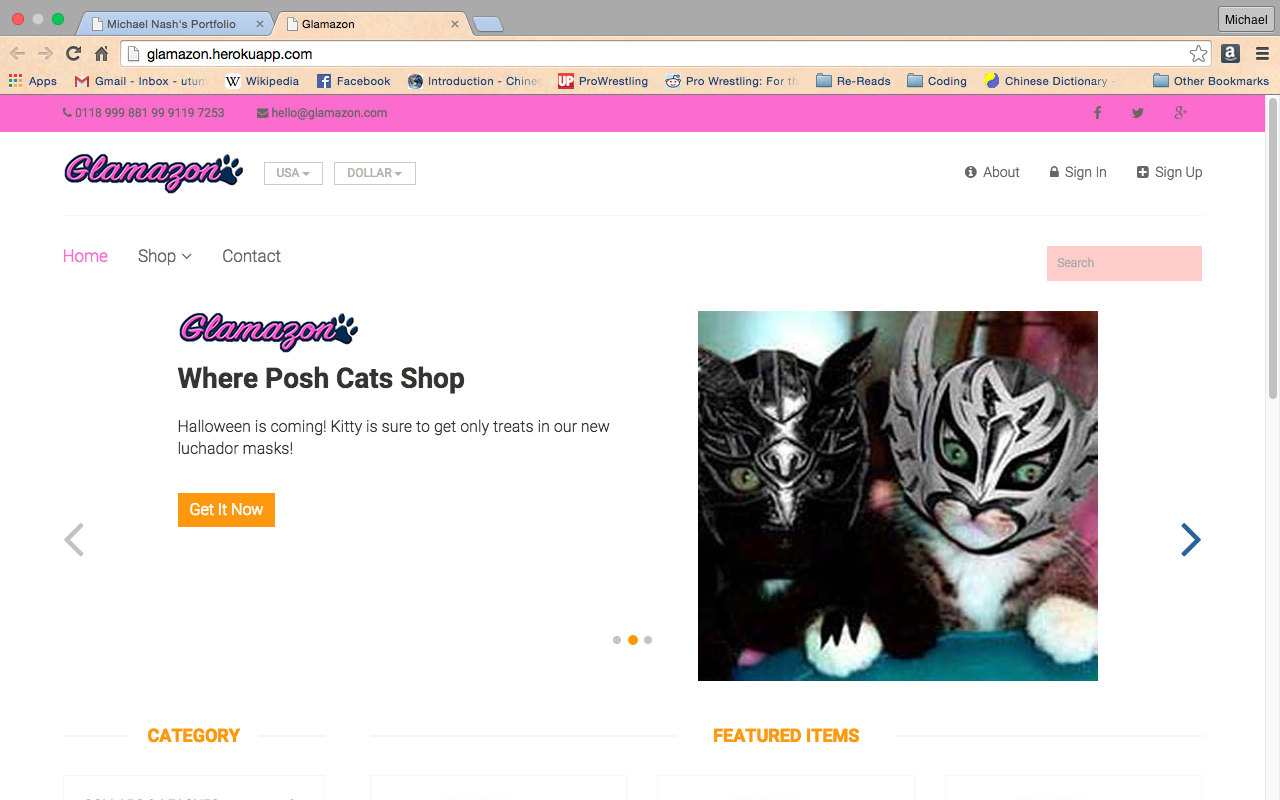 Michael Nash's Portfolio
Glamazon
Michael
glamazon.herokuapp.com
Apps
Gmail - Inbox - utum
Wikipedia
Facebook
Introduction - Chines
ProWrestling
Pro Wrestling: For th
Re-Reads
Coding
Chinese Dictionary -
Other Bookmarks
0118 999 881 99 9119 7253
hello@glamazon.com
Glamazon
USA
DOLLAR
About
Sign In
Sign Up
Home
Shop
Contact
Search
Glamazon
Where Posh Cats Shop
Halloween is coming! Kitty is sure to get only treats in our new
luchador masks!
Get It Now
CATEGORY
FEATURED ITEMS